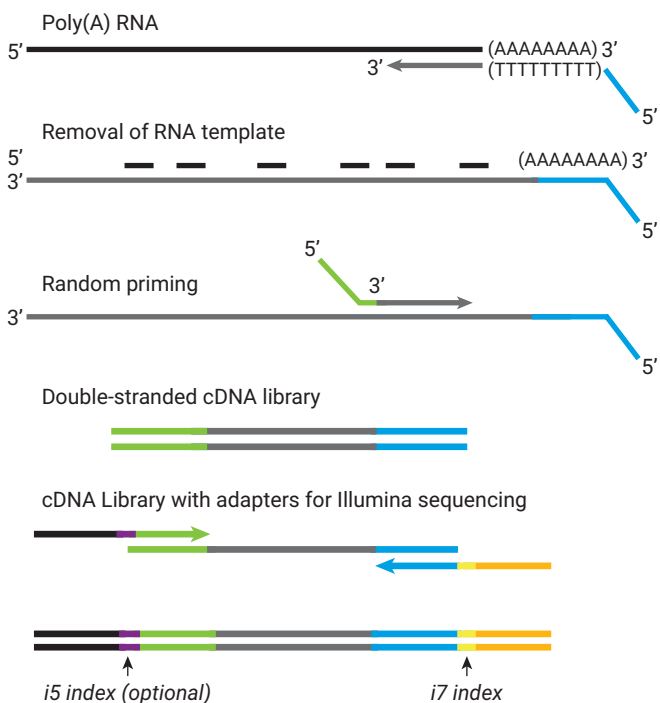 Poly(A) RNA
5’ (AAAAAAAA) 3’
3’ (TTTTTTTTT)
5’
Removal of RNA template
5’ (AAAAAAAA) 3’
3’
5’
5’
Random priming 3’
3’
5’
Double-stranded cDNA library
cDNA Library with adapters for Illumina sequencing
i5 index (optional) i7 index